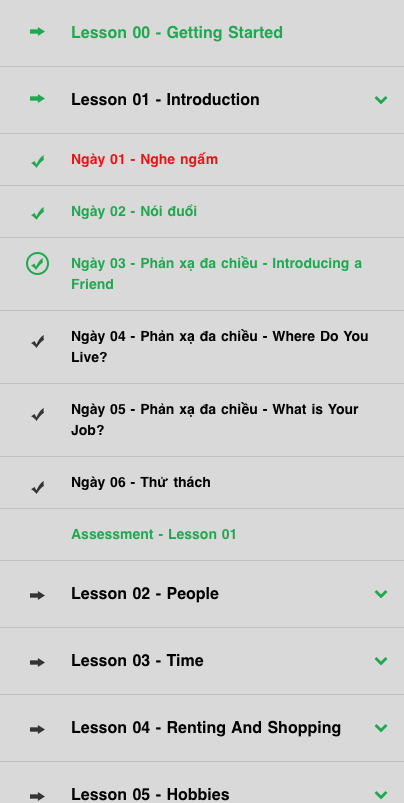 Lesson 00 - Getting Started
Lesson 01 - Introduction
Ngày 01 - Nghe ngấm
Ngày 02 - Nói đuổi
Ngày 03 - Phản xạ đa chiều - Introducing a
Friend
Ngày 04 - Phản xạ đa chiều - Where Do You
Live?
Ngày 05 - Phản xạ đa chiều - What is Your
Job?
Ngày 06 - Thử thách
Assessment - Lesson 01
Lesson 02 - People
Lesson 03 - Time
Lesson 04 - Renting And Shopping
Lesson 05 - Hobbies